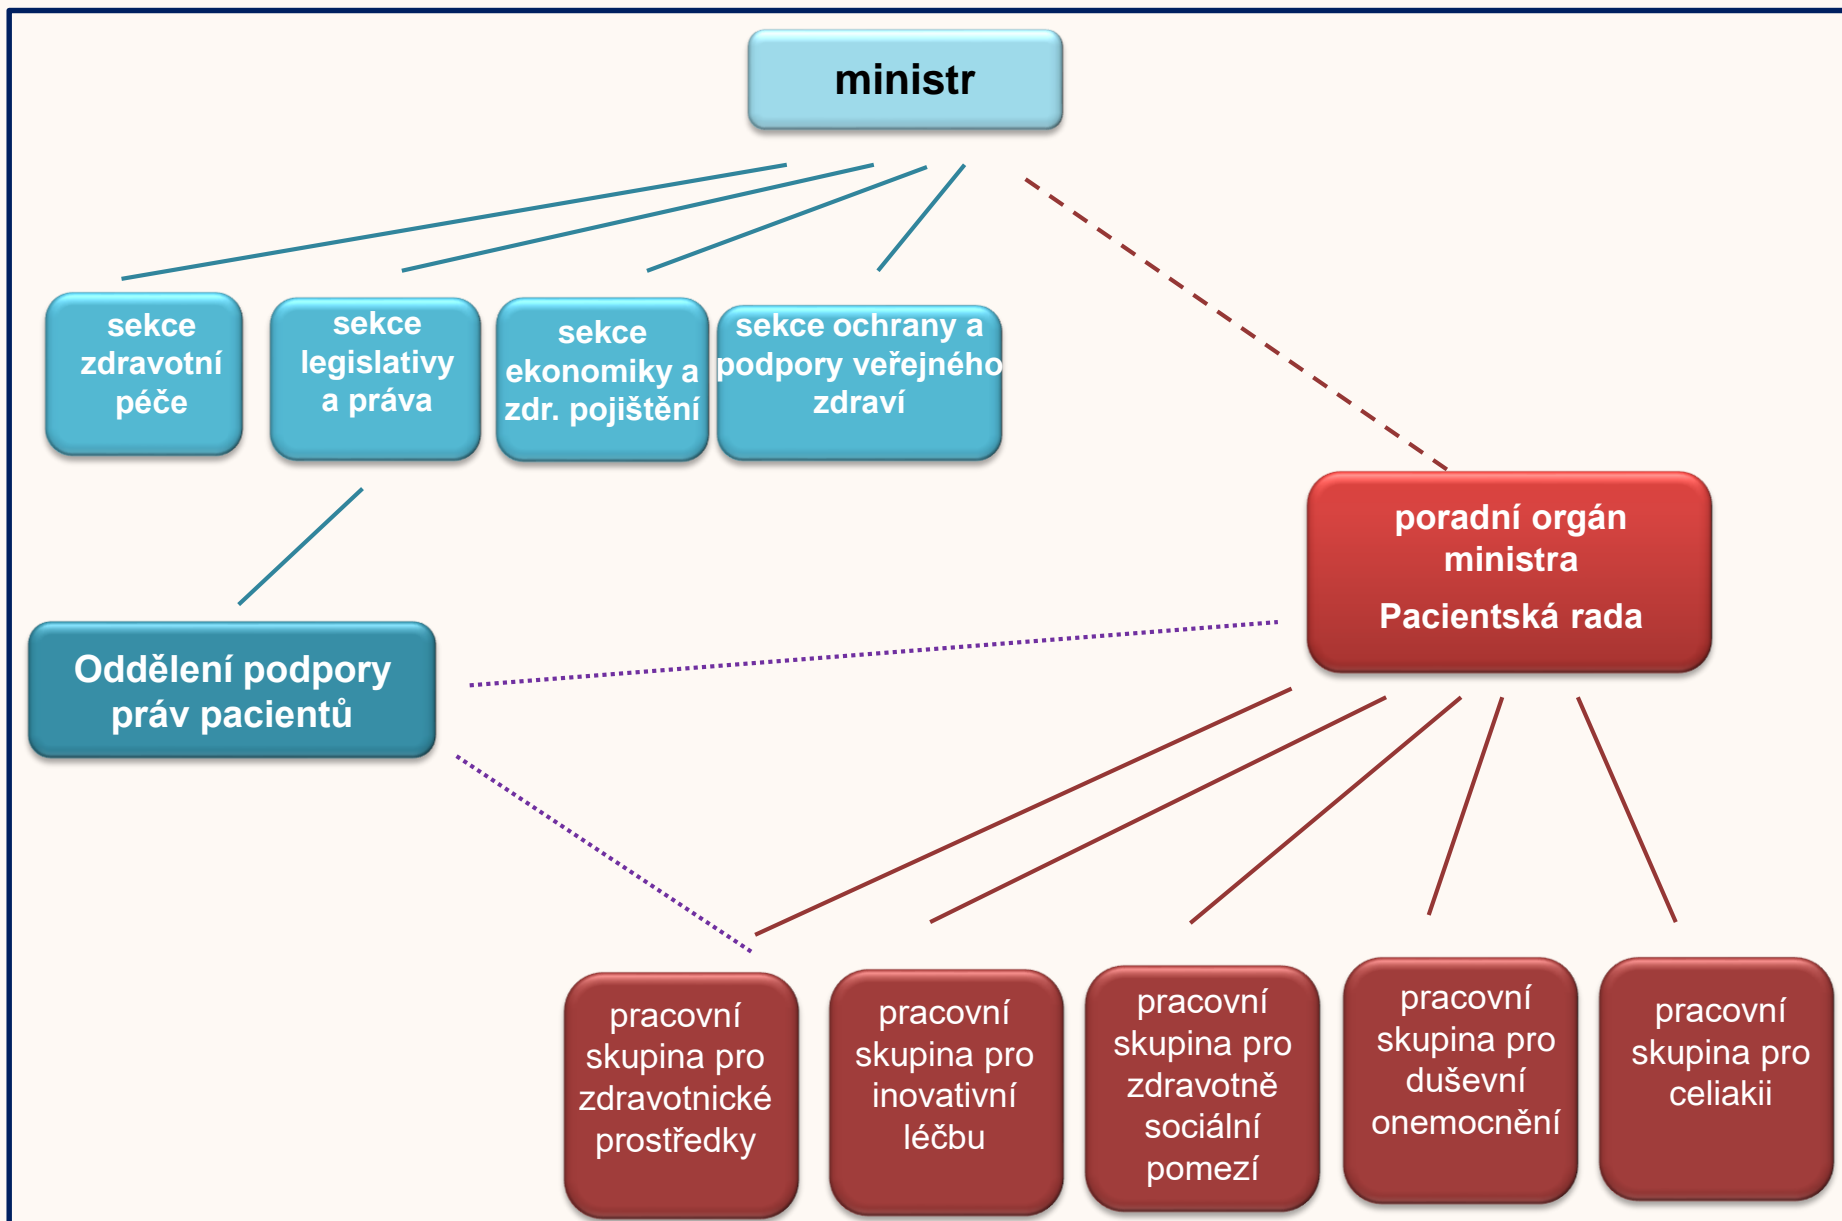 ministr
sekce
zdravotní
péče
sekce
legislativy
a práva
sekce
ekonomiky a
zdr. pojištění
sekce ochrany a
podpory veřejného
zdraví
poradní orgán
ministra
Pacientská rada
Oddělení podpory
práv pacientů
pracovní
skupina pro
zdravotnické
prostředky
pracovní
skupina pro
inovativní
léčbu
pracovní
skupina pro
zdravotně
sociální
pomezí
pracovní
skupina pro
duševní
onemocnění
pracovní
skupina pro
celiakii